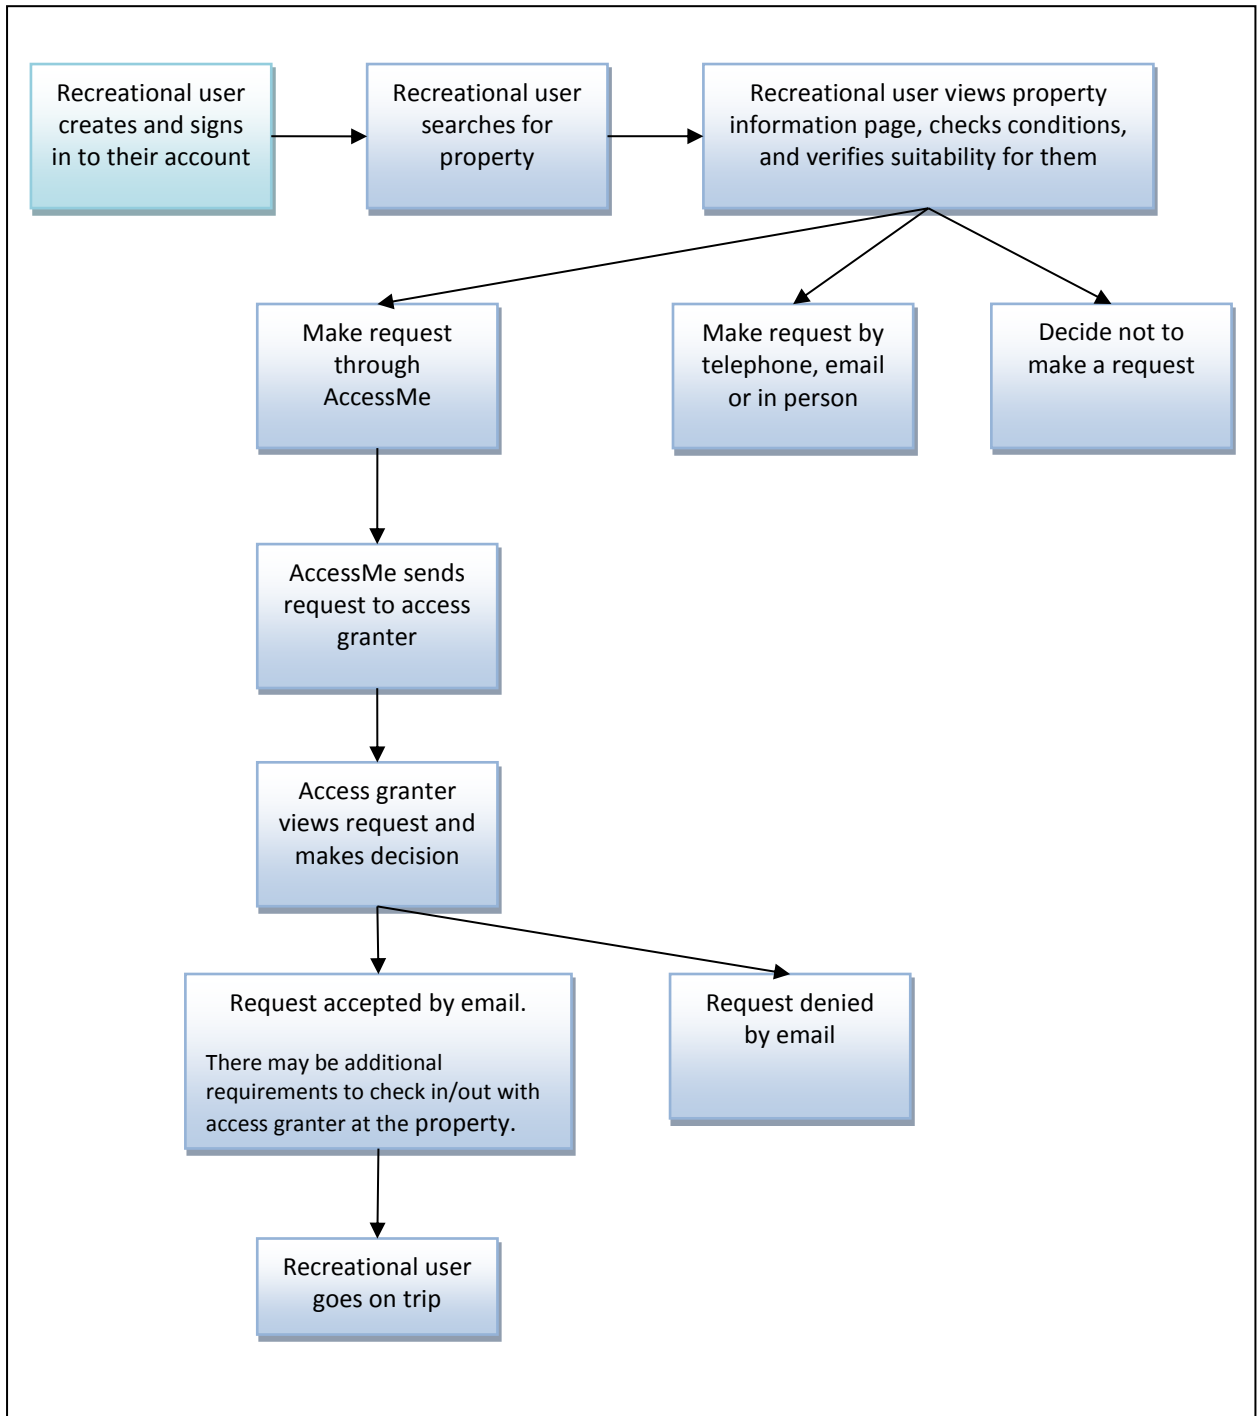 Recreational user
creates and signs
in to their account
Recreational user
searches for
property
Recreational user views property
information page, checks conditions,
and verifies suitability for them
Make request
through
AccessMe
Make request by
telephone, email
or in person
Decide not to
make a request
AccessMe sends
request to access
granter
Access granter
views request and
makes decision
Request accepted by email.
There may be additional
requirements to check in/out with
access granter at the property.
Request denied
by email
Recreational user
goes on trip